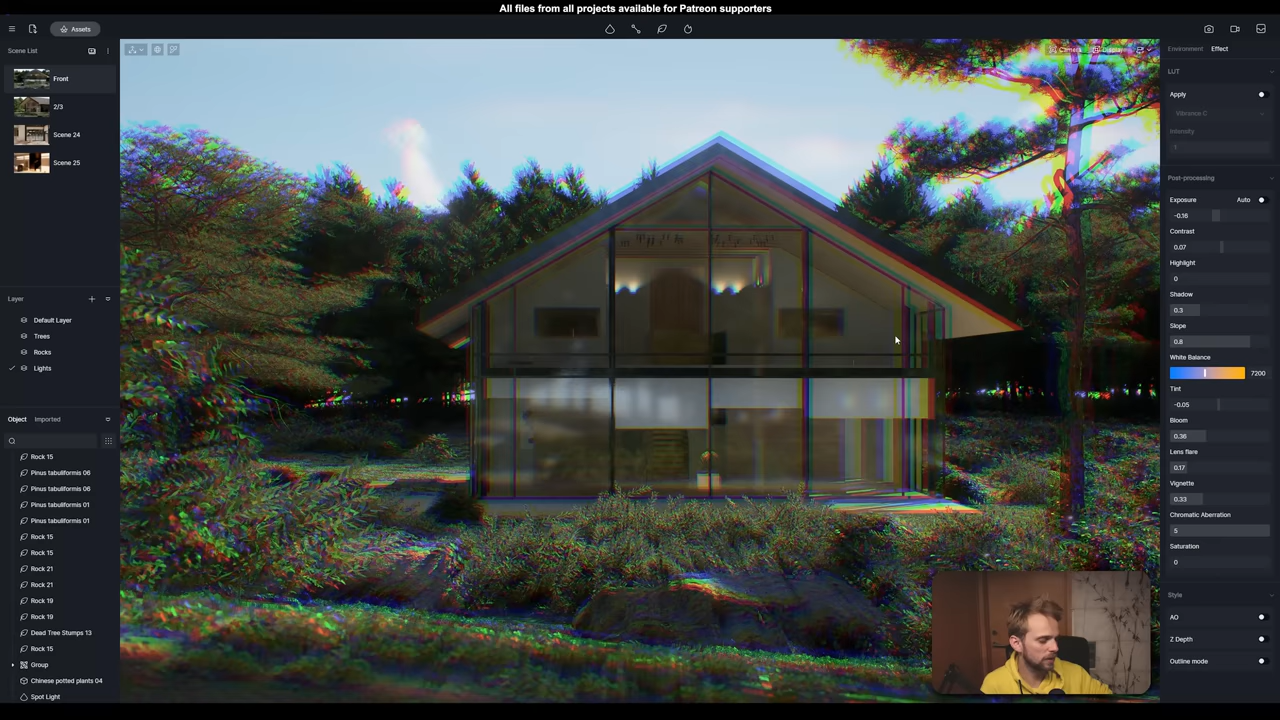 All files from all projects available for Patreon supporters
Assets
Scene List
Front
2/3
Scene 24
Scene 25
Layer
Default Layer
Trees
Rocks
Lights
Object Imported
Rock 15
Pinus tabuliformis 06
Pinus tabuliformis 06
Pinus tabuliformis 01
Pinus tabuliformis 01
Rock 15
Rock 15
Rock 21
Rock 21
Rock 19
Rock 19
Dead Tree Stumps 13
Rock 15
Group
Chinese potted plants 04
Spot Light
Camera
Display
Environment Effect
LUT
Apply
Vibrance C
Intensity
1
Post-processing
Exposure Auto
-0.16
Contrast
0.07
Highlight
0
Shadow
0.3
Slope
0.8
White Balance
7200
Tint
-0.05
Bloom
0.36
Lens flare
0.17
Vignette
0.33
Chromatic Aberration
5
Saturation
0
Style
AO
Z Depth
Outline mode